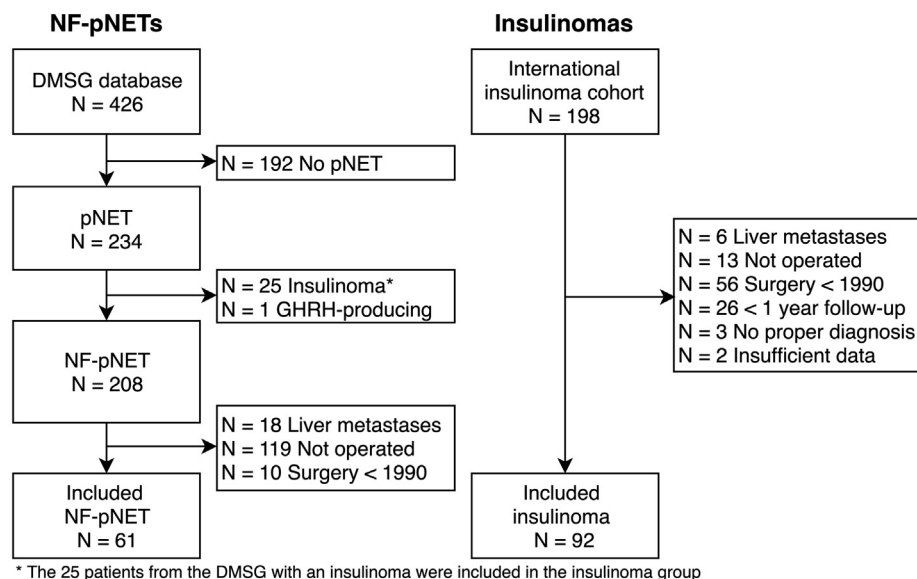 NF-pNETs
DMSG database
N = 426
N = 192 No pNET
pNET
N = 234
N = 25 Insulinoma*
N = 1 GHRH-producing
NF-pNET
N = 208
N = 18 Liver metastases
N = 119 Not operated
N = 10 Surgery < 1990
Included
NF-pNET
N = 61
Insulinomas
International
insulinoma cohort
N = 198
N = 6 Liver metastases
N = 13 Not operated
N = 56 Surgery < 1990
N = 26 < 1 year follow-up
N = 3 No proper diagnosis
N = 2 Insufficient data
Included
insulinoma
N = 92
* The 25 patients from the DMSG with an insulinoma were included in the insulinoma group